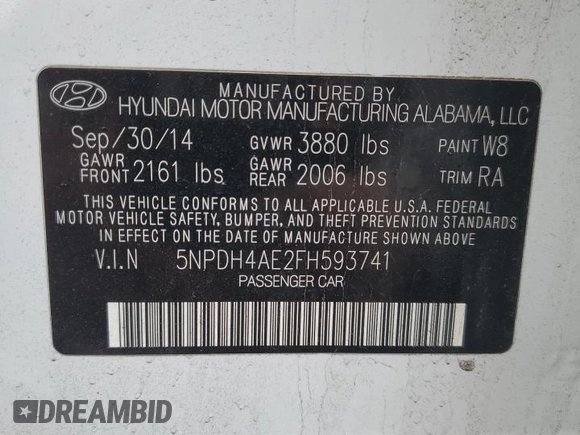 MANUFACTURED BY
HYUNDAI MOTOR MANUFACTURING ALABAMA, LLC
Sep/30/14 GVWR 3880 lbs PAINT W8
GAWR FRONT 2161 lbs GAWR REAR 2006 lbs TRIM RA
THIS VEHICLE CONFORMS TO ALL APPLICABLE U.S.A. FEDERAL
MOTOR VEHICLE SAFETY, BUMPER, AND THEFT PREVENTION STANDARDS
IN EFFECT ON THE DATE OF MANUFACTURE SHOWN ABOVE.
V.I.N 5NPDH4AE2FH593741
PASSENGER CAR
DREAMBID